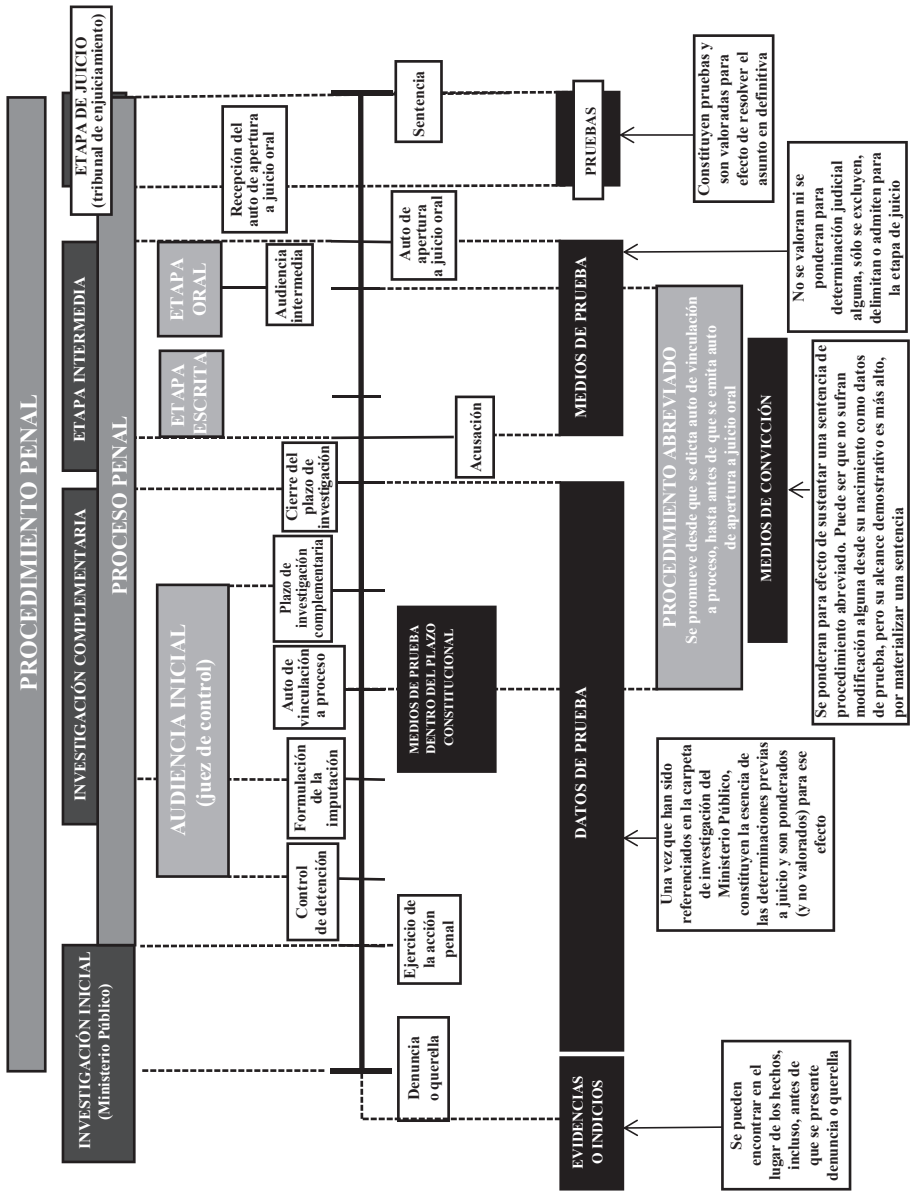 PROCEDIMIENTO PENAL
INVESTIGACIÓN INICIAL
(Ministerio Público)
INVESTIGACIÓN COMPLEMENTARIA
ETAPA INTERMEDIA
ETAPA DE JUICIO
(tribunal de enjuiciamiento)
PROCESO PENAL
AUDIENCIA INICIAL
(juez de control)
ETAPA
ESCRITA
ETAPA
ORAL
Control
de detención
Formulación
de la
imputación
Auto de
vinculación
a proceso
Plazo de
investigación
complementaria
Cierre del
plazo de
investigación
Audiencia
intermedia
Recepción del
auto de apertura
a juicio oral
Denuncia
o querella
Ejercicio de
la acción
penal
MEDIOS DE PRUEBA
DENTRO DEL PLAZO
CONSTITUCIONAL
Acusación
Auto de
apertura
a juicio oral
Sentencia
EVIDENCIAS
O INDICIOS
DATOS DE PRUEBA
MEDIOS DE PRUEBA
PRUEBAS
PROCEDIMIENTO ABREVIADO
Se promueve desde que se dicta auto de vinculación
a proceso, hasta antes de que se emita auto
de apertura a juicio oral
MEDIOS DE CONVICCIÓN
Se pueden
encontrar en el
lugar de los hechos,
incluso, antes de
que se presente
denuncia o querella
Una vez que han sido
referenciados en la carpeta
de investigación del
Ministerio Público,
constituyen la esencia de
las determinaciones previas
a juicio y son ponderados
(y no valorados) para ese
efecto
Se ponderan para efecto de sustentar una sentencia de
procedimiento abreviado. Puede ser que no sufran
modificación alguna desde su nacimiento como datos
de prueba, pero su alcance demostrativo es más alto,
por materializar una sentencia
No se valoran ni se
ponderan para
determinación judicial
alguna, sólo se excluyen,
delimitan o admiten para
la etapa de juicio
Constituyen pruebas y
son valoradas para
efecto de resolver el
asunto en definitiva